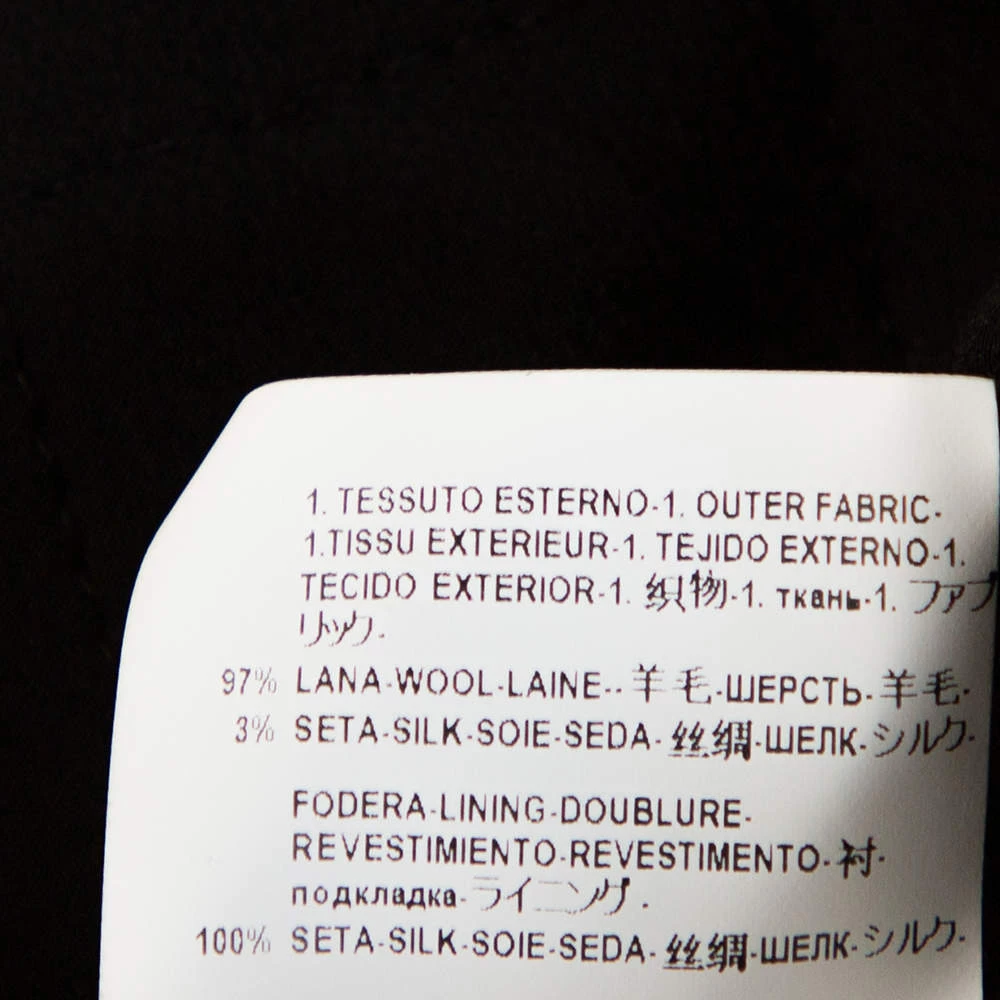 1. TESSUTO ESTERNO-1. OUTER FABRIC-
1.TISSU EXTERIEUR-1. TEJIDO EXTERNO-1.
TECIDO EXTERIOR-1. 织物-1. ткань-1. ファブ
リック-
97% LANA-WOOL-LAINE--羊毛-ШЕРСТЬ-羊毛-
3% SETA-SILK-SOIE-SEDA-丝绸-ШЕЛК-シルク-
FODERA-LINING-DOUBLURE-
REVESTIMIENTO-REVESTIMENTO-衬-
подкладка-ライニング-
100% SETA-SILK-SOIE-SEDA-丝绸-ШЕЛК-シルク-